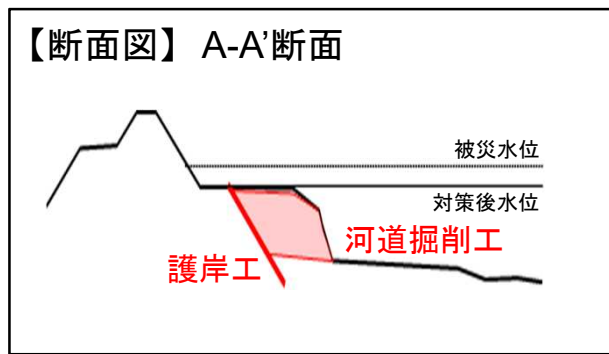 【断面図】 A-A’断面
被災水位
対策後水位
河道掘削工
護岸工